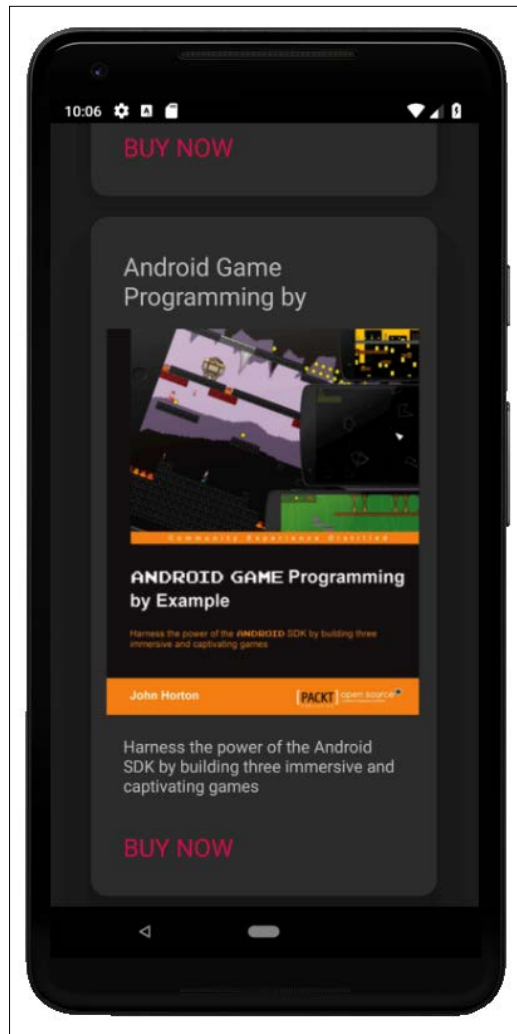 10:06
BUY NOW
Android Game
Programming by
Community Experience Distilled
ANDROID GAME Programming
by Example
Harness the power of the ANDROID SDK by building three
immersive and captivating games
John Horton
[PACKT] open source
Harness the power of the Android
SDK by building three immersive and
captivating games
BUY NOW